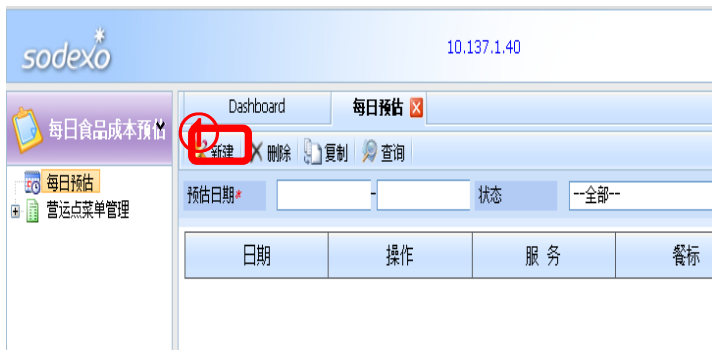 sodexo
10.137.1.40
每日食品成本预估
Dashboard
每日预估
①
新建 删除 复制 查询
每日预估
营运点菜单管理
预估日期* - 状态 --全部--
日期 操作 服 务 餐标